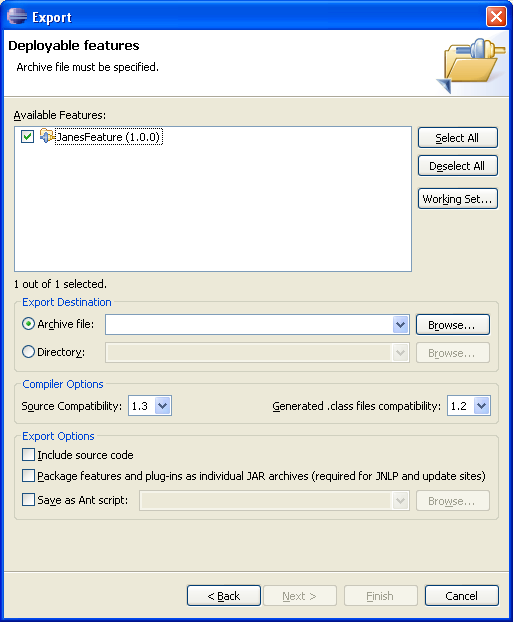 Export
Deployable features
Archive file must be specified.
Available Features:
JanesFeature (1.0.0)
Select All
Deselect All
Working Set...
1 out of 1 selected.
Export Destination
Archive file: Browse...
Directory: Browse...
Compiler Options
Source Compatibility: 1.3 Generated .class files compatibility: 1.2
Export Options
Include source code
Package features and plug-ins as individual JAR archives (required for JNLP and update sites)
Save as Ant script: Browse...
< Back Next > Finish Cancel